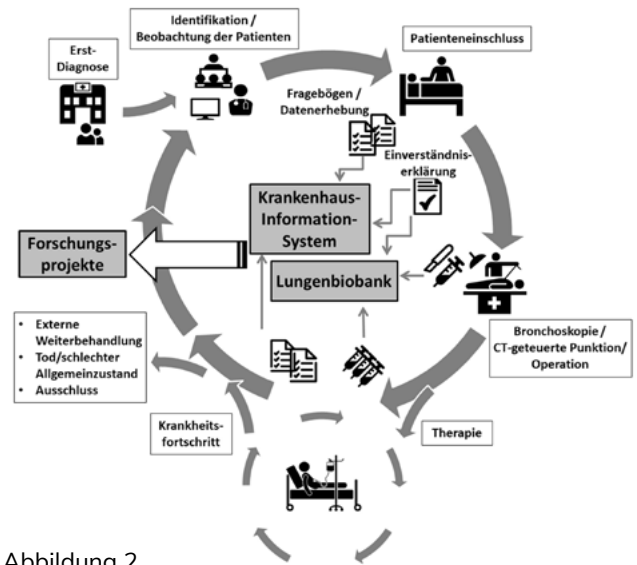 Identifikation /
Beobachtung der Patienten
Patienteneinschluss
Erst-
Diagnose
Fragebögen /
Datenerhebung
Einverständnis-
erklärung
Krankenhaus-
Information-
System
Lungenbiobank
Forschungs-
projekte
• Externe
Weiterbehandlung
• Tod/schlechter
Allgemeinzustand
• Ausschluss
Bronchoskopie /
CT-geteuerte Punktion/
Operation
Krankheits-
fortschritt
Therapie
Abbildung 2